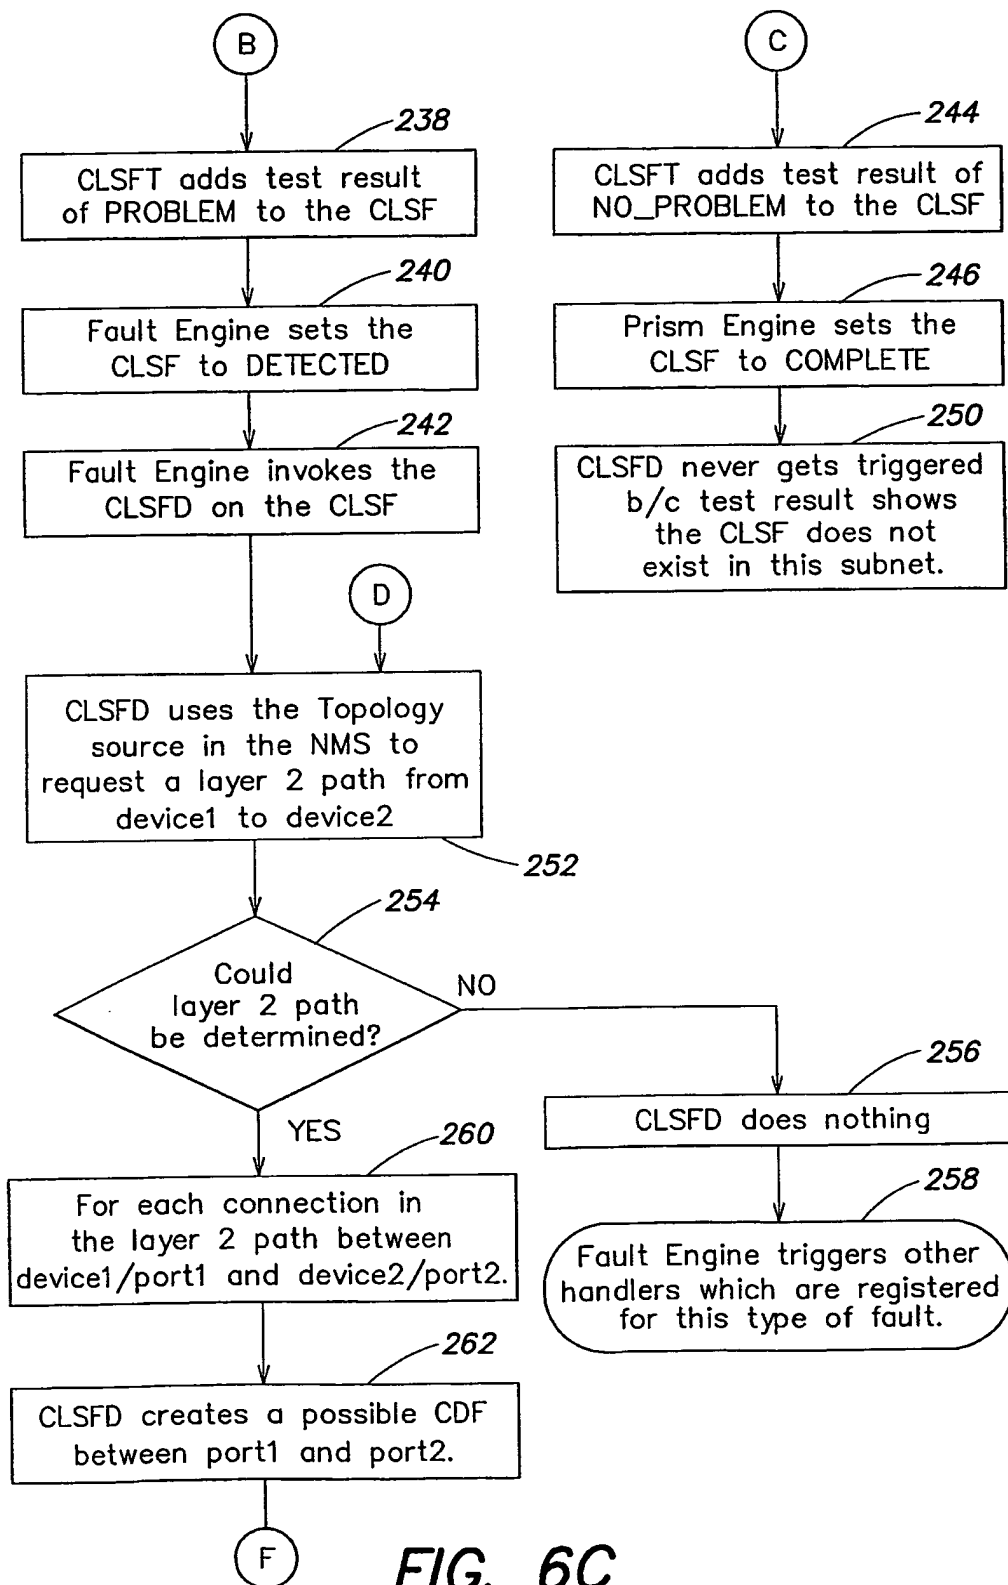 B
238
CLSFT adds test result
of PROBLEM to the CLSF
240
Fault Engine sets the
CLSF to DETECTED
242
Fault Engine invokes the
CLSFD on the CLSF
D
CLSFD uses the Topology
source in the NMS to
request a layer 2 path from
device1 to device2
252
254
Could
layer 2 path
be determined?
NO
YES
260
For each connection in
the layer 2 path between
device1/port1 and device2/port2.
262
CLSFD creates a possible CDF
between port1 and port2.
F
C
244
CLSFT adds test result of
NO_PROBLEM to the CLSF
246
Prism Engine sets the
CLSF to COMPLETE
250
CLSFD never gets triggered
b/c test result shows
the CLSF does not
exist in this subnet.
256
CLSFD does nothing
258
Fault Engine triggers other
handlers which are registered
for this type of fault.
FIG. 6C